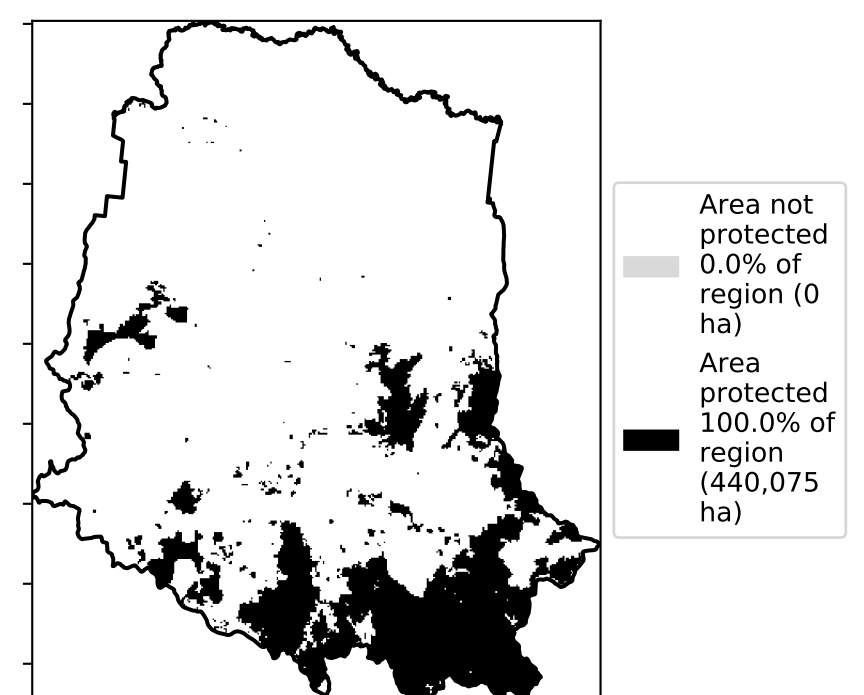 Area not
protected
0.0% of
region (0
ha)
Area
protected
100.0% of
region
(440,075
ha)